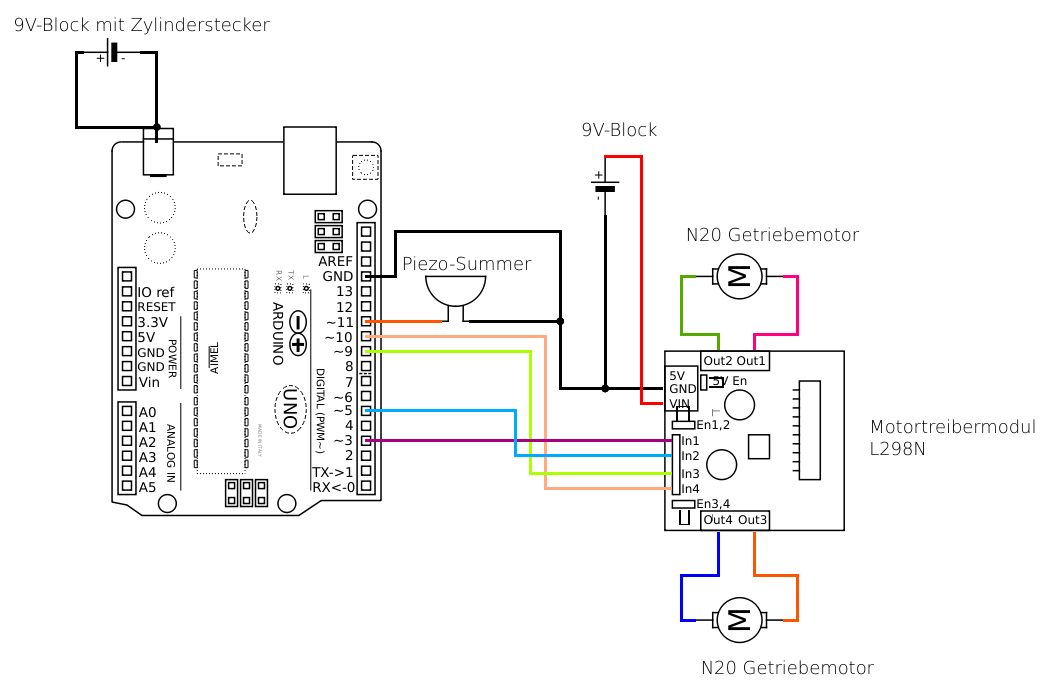 9V-Block mit Zylinderstecker
+ -
9V-Block
+
-
N20 Getriebemotor
M
Piezo-Summer
AREF
GND
13
12
~11
~10
~9
8
7
~6
~5
4
~3
2
TX->1
RX<-0
IO ref
RESET
3.3V
5V
GND
GND
Vin
POWER
A0
A1
A2
A3
A4
A5
ANALOG IN
ATMEL
RX
TX
L
ARDUINO
UNO
MADE IN ITALY
DIGITAL (PWM~)
Out2 Out1
5V
GND
VIN
5V En
En1,2
In1
In2
In3
In4
En3,4
Out4 Out3
Motortreibermodul
L298N
M
N20 Getriebemotor